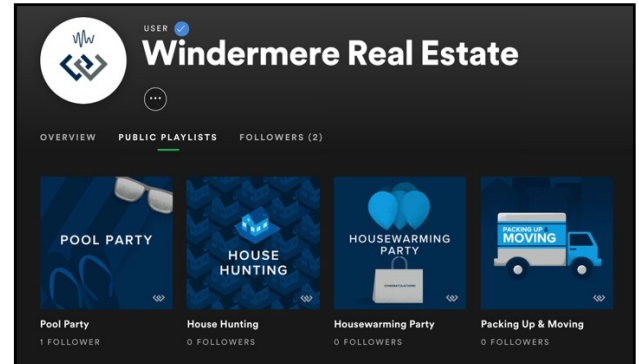 USER
Windermere Real Estate
OVERVIEW PUBLIC PLAYLISTS FOLLOWERS (2)
POOL PARTY
HOUSE
HUNTING
HOUSEWARMING
PARTY
CONGRATULATIONS
PACKING UP &
MOVING
Pool Party House Hunting Housewarming Party Packing Up & Moving
1 FOLLOWER 0 FOLLOWERS 0 FOLLOWERS 0 FOLLOWERS